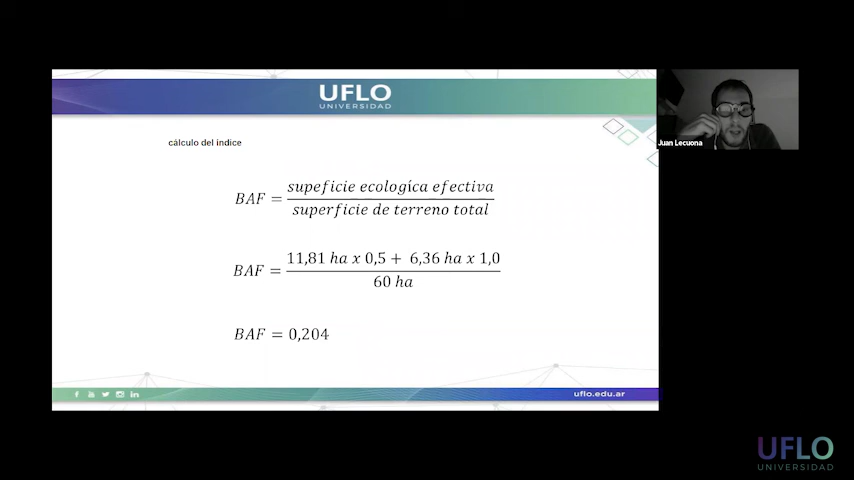 UFLO
UNIVERSIDAD
cálculo del índice
BAF = supeficie ecologíca efectiva
superficie de terreno total
BAF = 11,81 ha x 0,5 + 6,36 ha x 1,0
60 ha
BAF = 0,204
uflo.edu.ar
Juan Lecuona
UFLO
UNIVERSIDAD